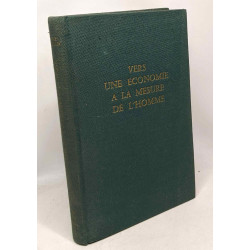 VERS
UNE ECONOMIE
A LA MESURE
DE L'HOMME